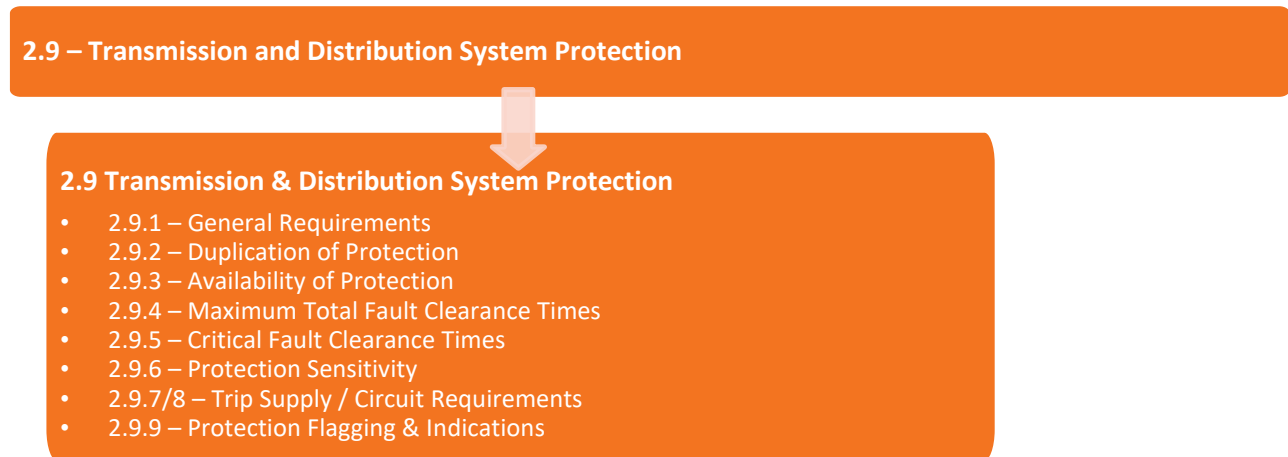 2.9 – Transmission and Distribution System Protection
2.9 Transmission & Distribution System Protection
• 2.9.1 – General Requirements
• 2.9.2 – Duplication of Protection
• 2.9.3 – Availability of Protection
• 2.9.4 – Maximum Total Fault Clearance Times
• 2.9.5 – Critical Fault Clearance Times
• 2.9.6 – Protection Sensitivity
• 2.9.7/8 – Trip Supply / Circuit Requirements
• 2.9.9 – Protection Flagging & Indications